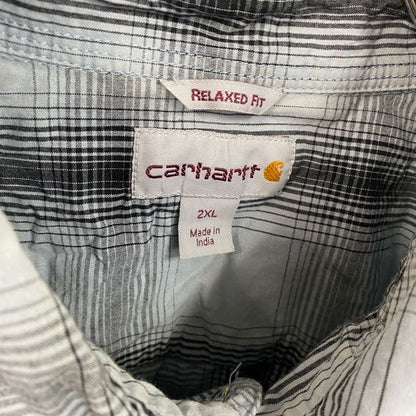 RELAXED FIT
carhartt
2XL
Made in
India